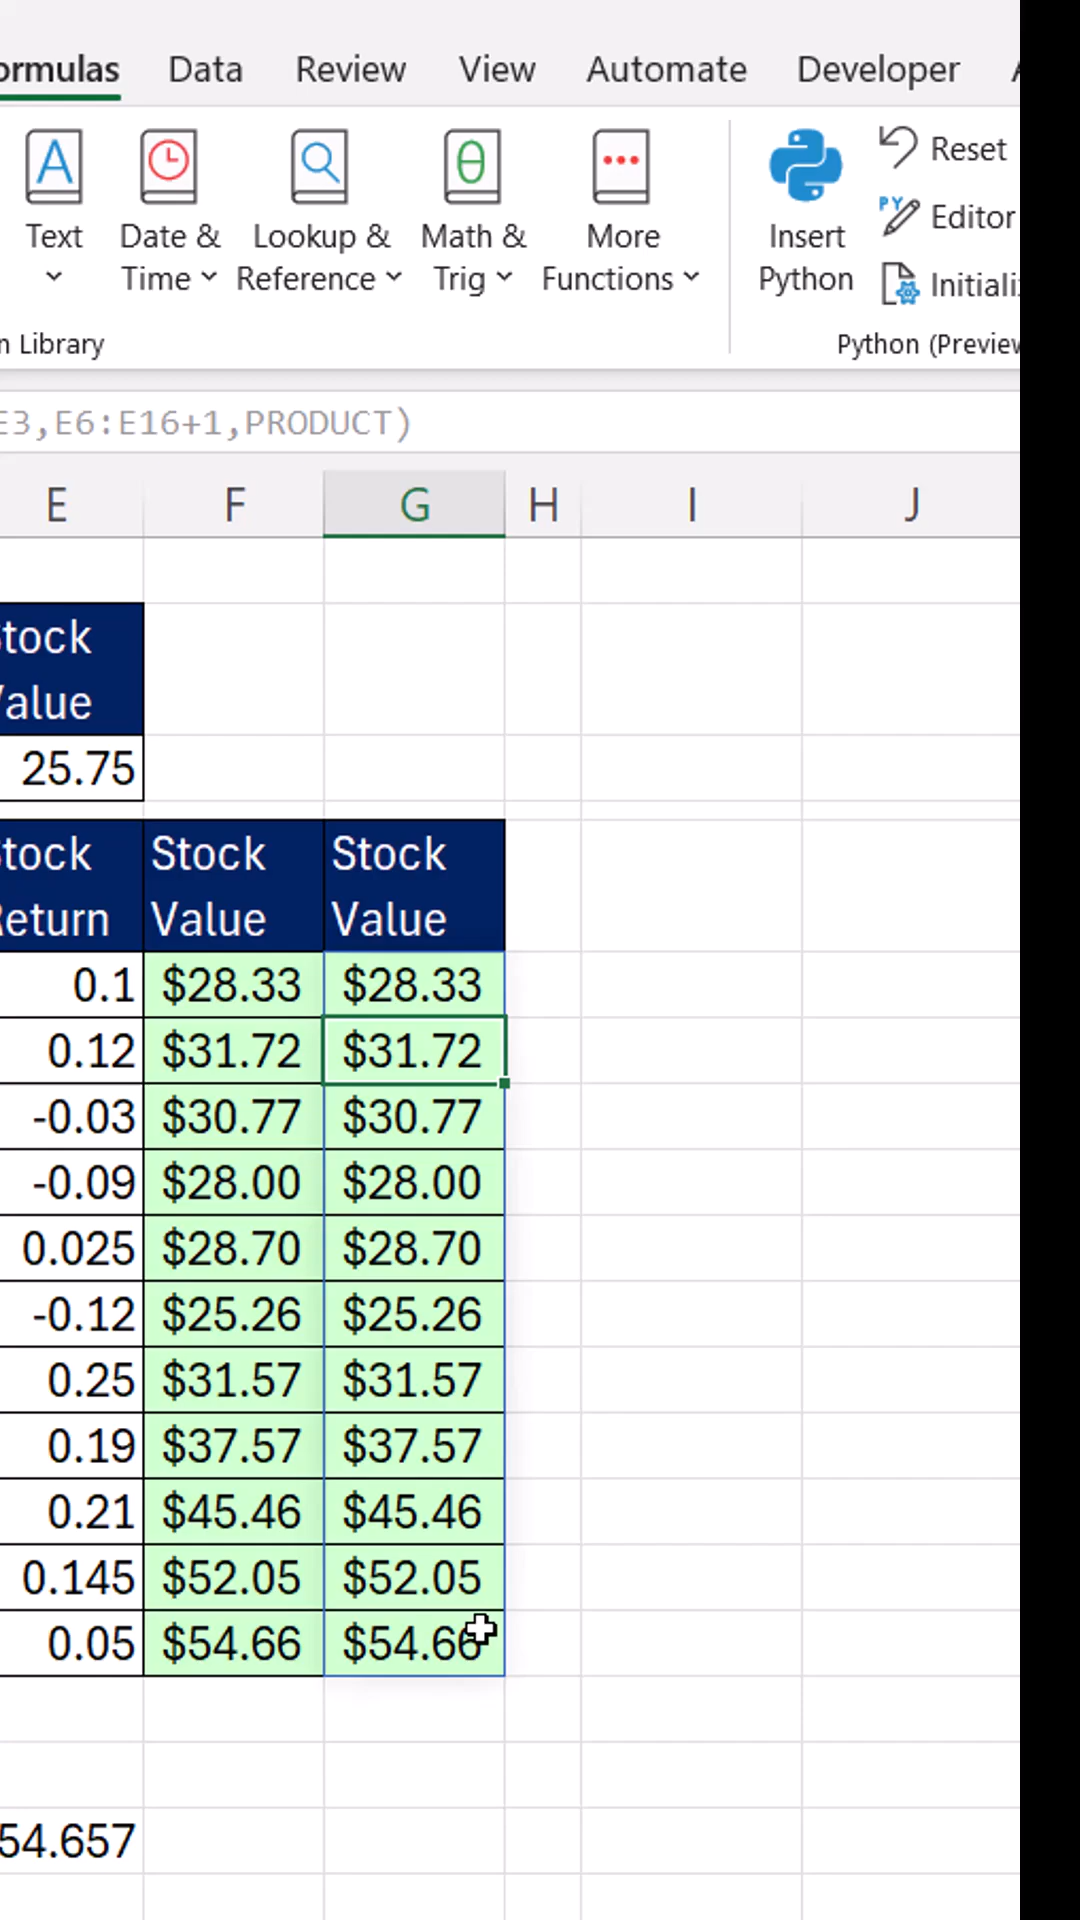 ormulas Data Review View Automate Developer
Text Date & Time Lookup & Reference Math & Trig More Functions Insert Python Reset
Editor
Initializ
n Library Python (Preview
E3,E6:E16+1,PRODUCT)
E F G H I J
Stock
Value
25.75
Stock Return Stock Value Stock Value
0.1 $28.33 $28.33
0.12 $31.72 $31.72
-0.03 $30.77 $30.77
-0.09 $28.00 $28.00
0.025 $28.70 $28.70
-0.12 $25.26 $25.26
0.25 $31.57 $31.57
0.19 $37.57 $37.57
0.21 $45.46 $45.46
0.145 $52.05 $52.05
0.05 $54.66 $54.66
54.657